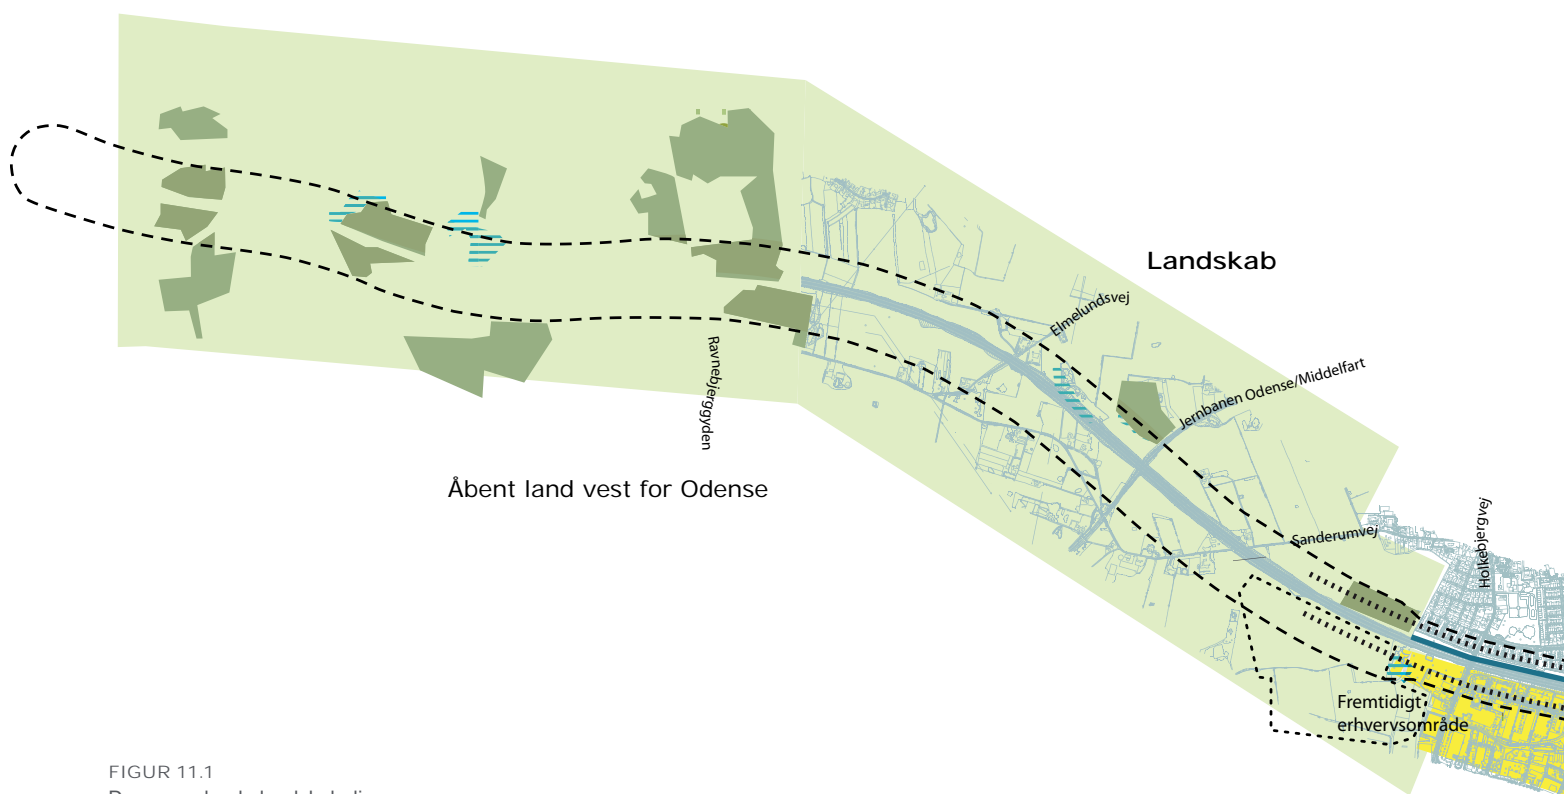 Landskab
Elmelundsvej
Jernbanen Odense/Middelfart
Ravnebjerggyden
Åbent land vest for Odense
Sanderumvej
Holkebjergvej
Fremtidigt
erhvervsområde
FIGUR 11.1